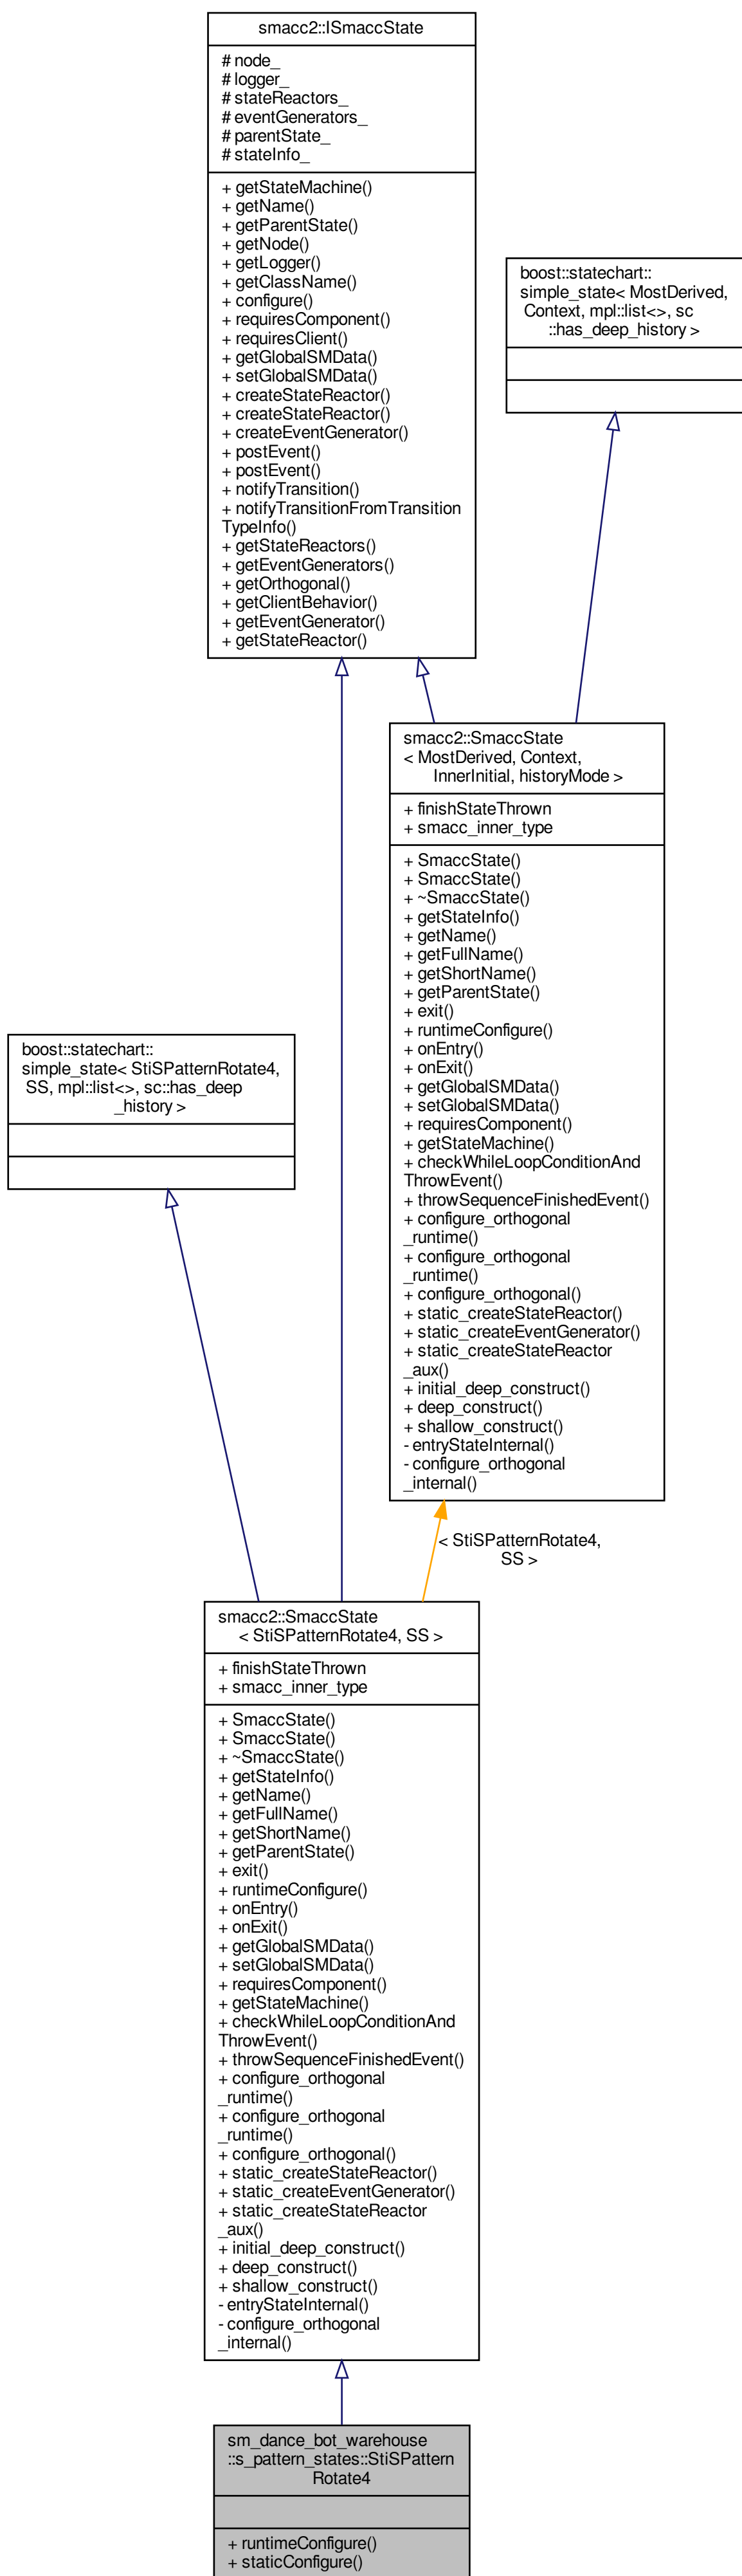 smacc2::ISmaccState
# node_
# logger_
# stateReactors_
# eventGenerators_
# parentState_
# stateInfo_
+ getStateMachine()
+ getName()
+ getParentState()
+ getNode()
+ getLogger()
+ getClassName()
+ configure()
+ requiresComponent()
+ requiresClient()
+ getGlobalSMData()
+ setGlobalSMData()
+ createStateReactor()
+ createStateReactor()
+ createEventGenerator()
+ postEvent()
+ postEvent()
+ notifyTransition()
+ notifyTransitionFromTransition
TypeInfo()
+ getStateReactors()
+ getEventGenerators()
+ getOrthogonal()
+ getClientBehavior()
+ getEventGenerator()
+ getStateReactor()
boost::statechart::
simple_state< MostDerived,
Context, mpl::list<>, sc
::has_deep_history >
smacc2::SmaccState
< MostDerived, Context,
InnerInitial, historyMode >
+ finishStateThrown
+ smacc_inner_type
+ SmaccState()
+ SmaccState()
+ ~SmaccState()
+ getStateInfo()
+ getName()
+ getFullName()
+ getShortName()
+ getParentState()
+ exit()
+ runtimeConfigure()
+ onEntry()
+ onExit()
+ getGlobalSMData()
+ setGlobalSMData()
+ requiresComponent()
+ getStateMachine()
+ checkWhileLoopConditionAnd
ThrowEvent()
+ throwSequenceFinishedEvent()
+ configure_orthogonal
_runtime()
+ configure_orthogonal
_runtime()
+ configure_orthogonal()
+ static_createStateReactor()
+ static_createEventGenerator()
+ static_createStateReactor
_aux()
+ initial_deep_construct()
+ deep_construct()
+ shallow_construct()
- entryStateInternal()
- configure_orthogonal
_internal()
boost::statechart::
simple_state< StiSPatternRotate4,
SS, mpl::list<>, sc::has_deep
_history >
< StiSPatternRotate4,
SS >
smacc2::SmaccState
< StiSPatternRotate4, SS >
+ finishStateThrown
+ smacc_inner_type
+ SmaccState()
+ SmaccState()
+ ~SmaccState()
+ getStateInfo()
+ getName()
+ getFullName()
+ getShortName()
+ getParentState()
+ exit()
+ runtimeConfigure()
+ onEntry()
+ onExit()
+ getGlobalSMData()
+ setGlobalSMData()
+ requiresComponent()
+ getStateMachine()
+ checkWhileLoopConditionAnd
ThrowEvent()
+ throwSequenceFinishedEvent()
+ configure_orthogonal
_runtime()
+ configure_orthogonal
_runtime()
+ configure_orthogonal()
+ static_createStateReactor()
+ static_createEventGenerator()
+ static_createStateReactor
_aux()
+ initial_deep_construct()
+ deep_construct()
+ shallow_construct()
- entryStateInternal()
- configure_orthogonal
_internal()
sm_dance_bot_warehouse
::s_pattern_states::StiSPattern
Rotate4
+ runtimeConfigure()
+ staticConfigure()